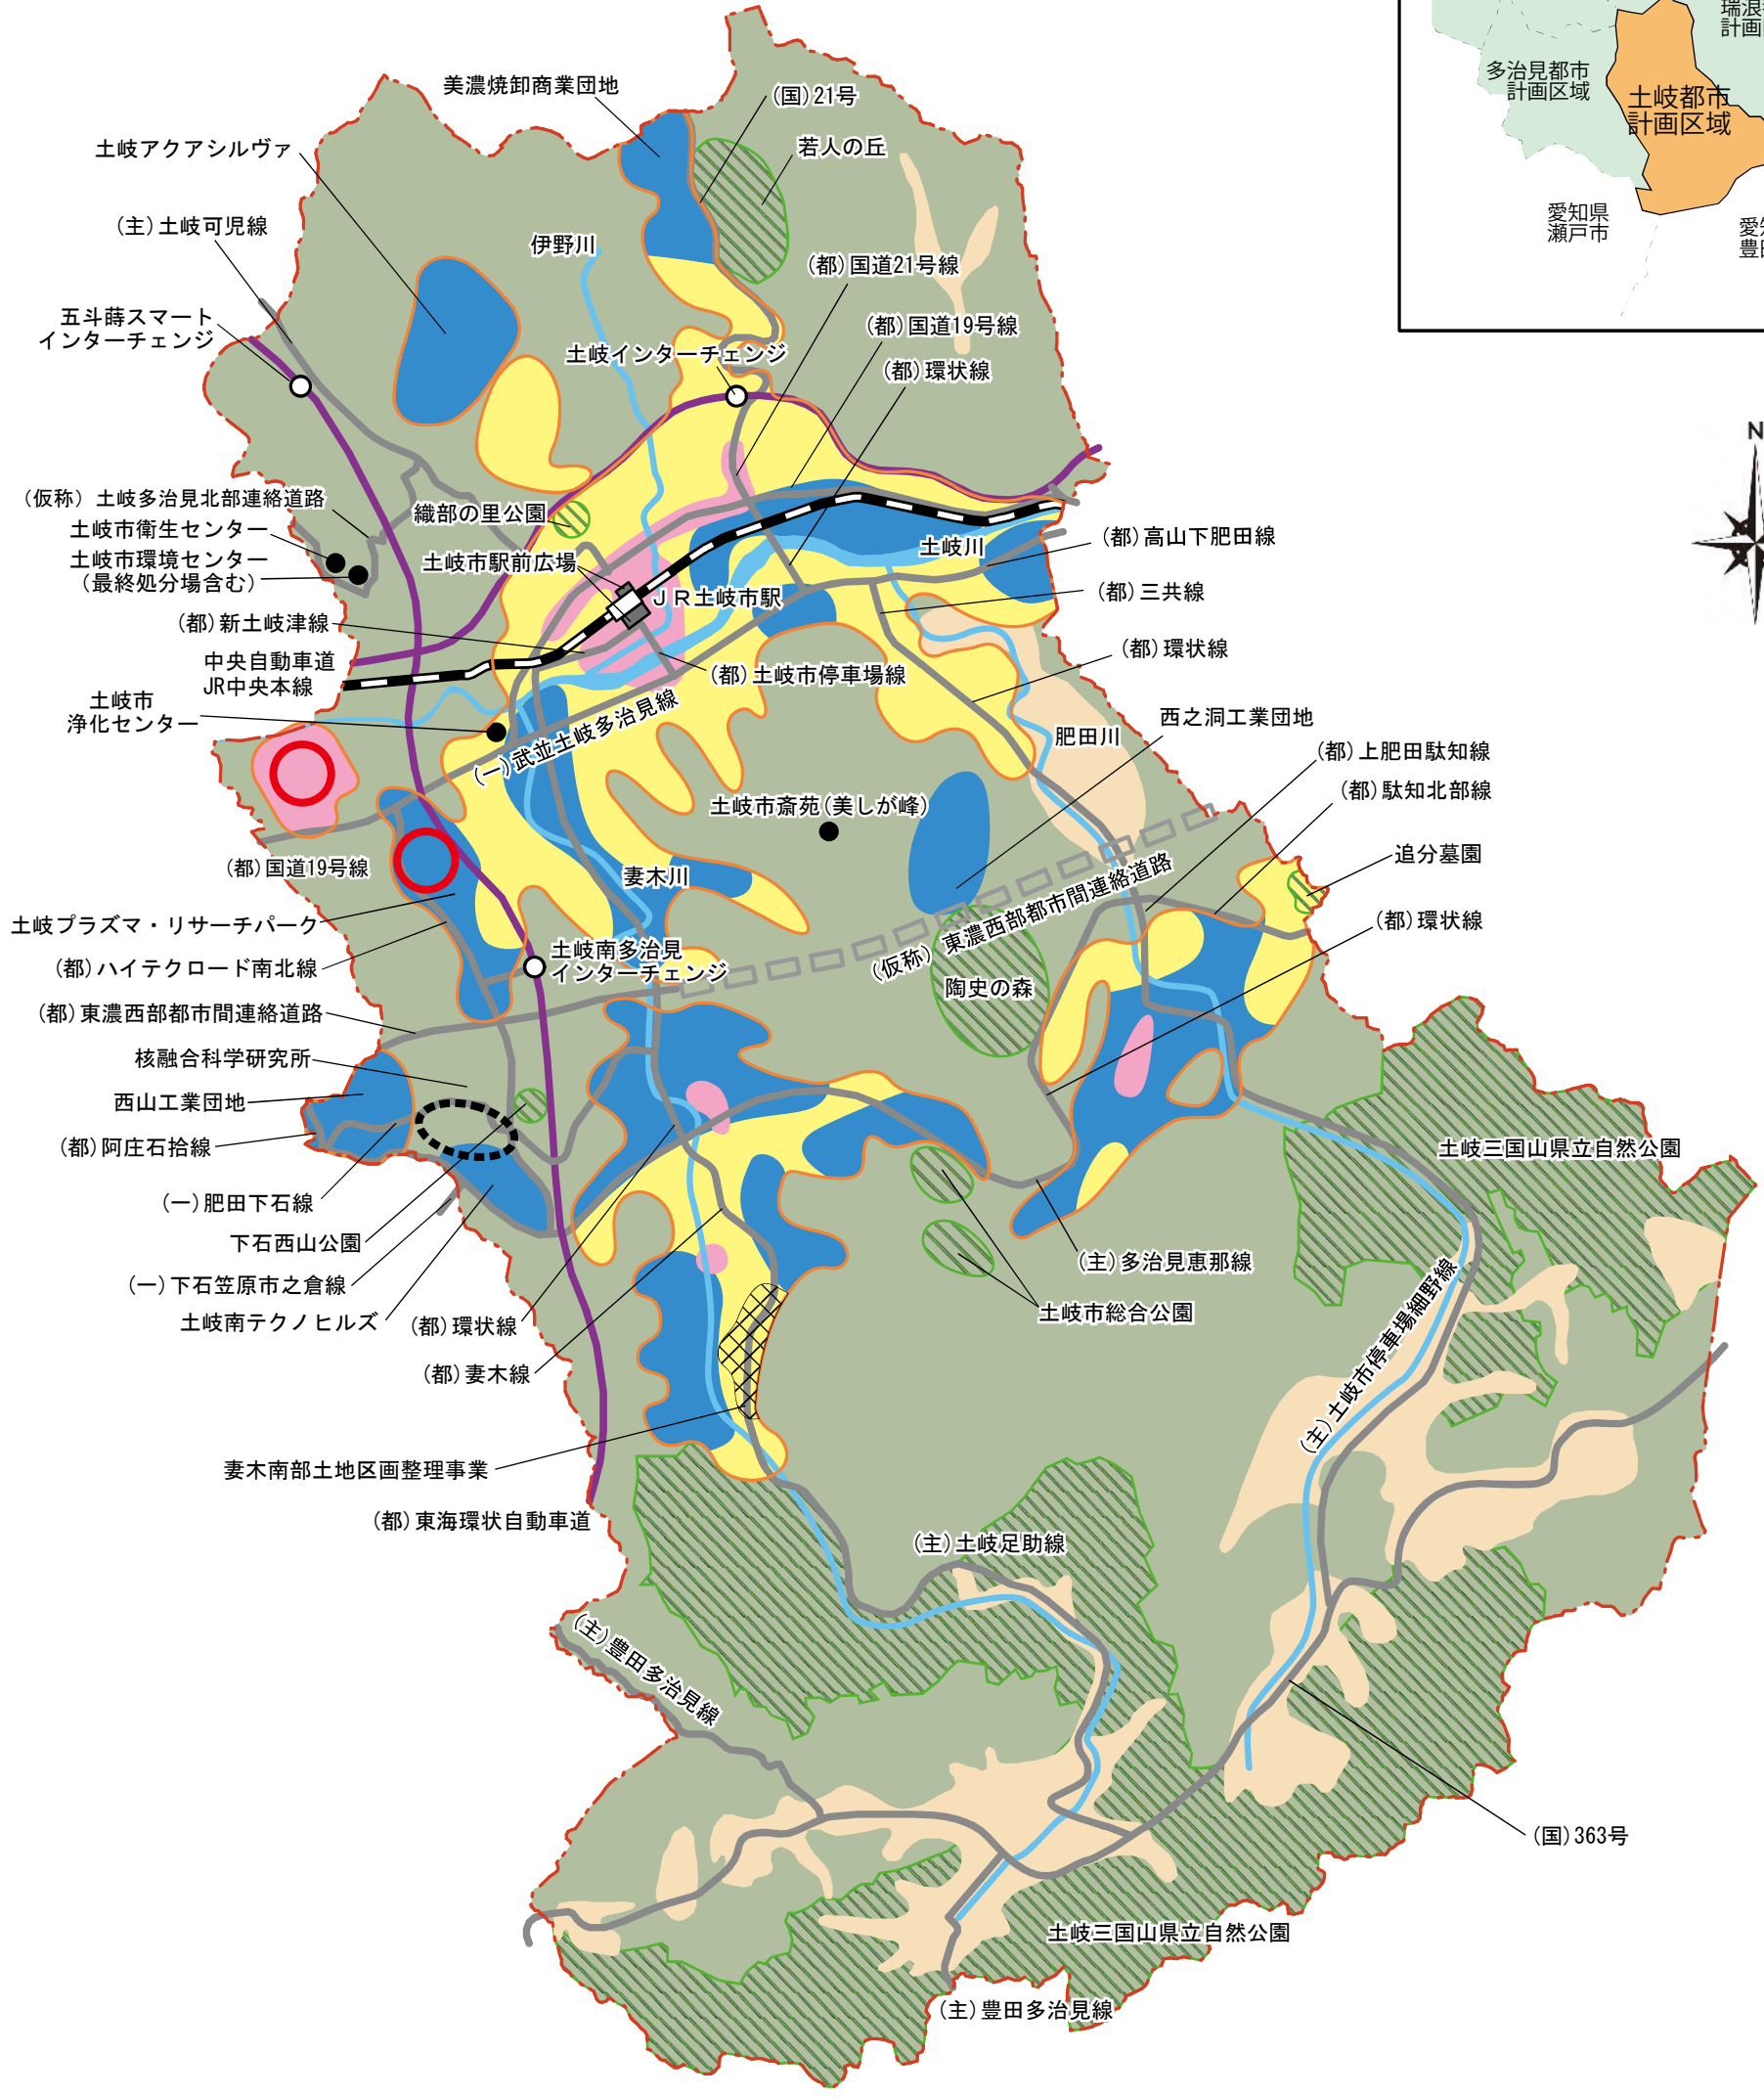 美濃焼卸商業団地
(国)21号
土岐アクアシルヴァ
若人の丘
(主)土岐可児線
伊野川
(都)国道21号線
五斗蒔スマート
インターチェンジ
(都)国道19号線
土岐インターチェンジ
(都)環状線
(仮称)土岐多治見北部連絡道路
織部の里公園
土岐市衛生センター
土岐市環境センター
(最終処分場含む)
土岐市駅前広場
土岐川
(都)高山下肥田線
JR土岐市駅
(都)三共線
(都)新土岐津線
(都)環状線
中央自動車道
JR中央本線
(都)土岐市停車場線
土岐市
浄化センター
(一)武並土岐多治見線
西之洞工業団地
肥田川
(都)上肥田駄知線
(都)駄知北部線
土岐市斎苑(美しが峰)
追分墓園
(都)国道19号線
妻木川
(仮称)東濃西部都市間連絡道路
(都)環状線
土岐プラズマ・リサーチパーク
土岐南多治見
インターチェンジ
(都)ハイテクロード南北線
陶史の森
(都)東濃西部都市間連絡道路
核融合科学研究所
西山工業団地
(都)阿庄石拾線
土岐三国山県立自然公園
(一)肥田下石線
下石西山公園
(主)多治見恵那線
(一)下石笠原市之倉線
土岐南テクノヒルズ
(都)環状線
土岐市総合公園
(主)土岐市停車場細野線
(都)妻木線
妻木南部土地区画整理事業
(都)東海環状自動車道
(主)土岐足助線
(主)豊田多治見線
(国)363号
土岐三国山県立自然公園
(主)豊田多治見線
多治見都市
計画区域
土岐都市
計画区域
愛知県
瀬戸市
N